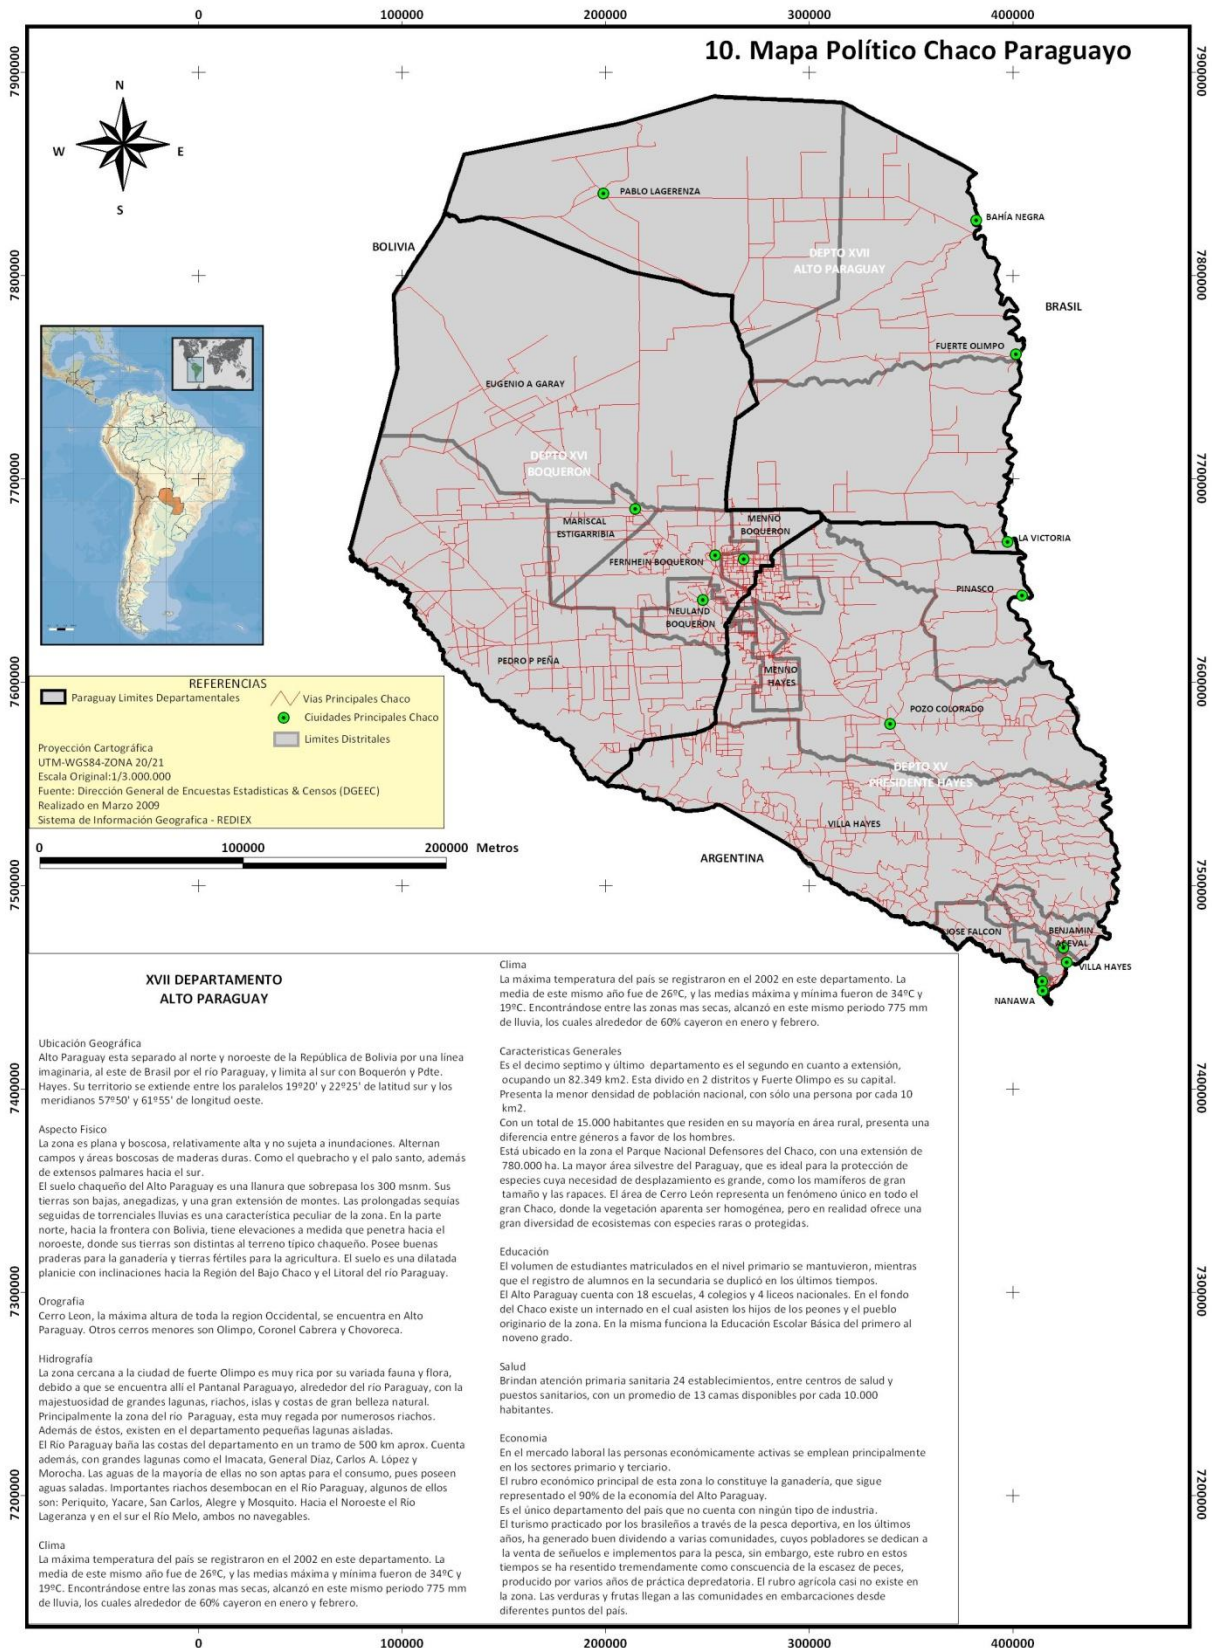 0 100000 200000 300000 400000
10. Mapa Político Chaco Paraguayo
7900000
7900000
N
W E
S
PABLO LAGERENZA
BAHÍA NEGRA
BOLIVIA
DEPTO XVII
ALTO PARAGUAY
7800000
7800000
BRASIL
FUERTE OLIMPO
EUGENIO A GARAY
DEPTO XVI
BOQUERON
7700000
7700000
MARISCAL
ESTIGARRIBIA
MENNO
BOQUERON
LA VICTORIA
FERNHEIN BOQUERON
PINASCO
NEULAND
BOQUERON
PEDRO P PEÑA
MENNO
HAYES
7600000
7600000
POZO COLORADO
DEPTO XV
PRESIDENTE HAYES
VILLA HAYES
ARGENTINA
REFERENCIAS
Paraguay Limites Departamentales
Vias Principales Chaco
Ciuidades Principales Chaco
Limites Distritales
Proyección Cartográfica
UTM-WGS84-ZONA 20/21
Escala Original:1/3.000.000
Fuente: Dirección General de Encuestas Estadisticas & Censos (DGEEC)
Realizado en Marzo 2009
Sistema de Información Geografica - REDIEX
0 100000 200000 Metros
7500000
7500000
JOSE FALCON
BENJAMIN
ACEVAL
VILLA HAYES
NANAWA
XVII DEPARTAMENTO
ALTO PARAGUAY
Ubicación Geográfica
Alto Paraguay esta separado al norte y noroeste de la República de Bolivia por una línea
imaginaria, al este de Brasil por el río Paraguay, y limita al sur con Boquerón y Pdte.
Hayes. Su territorio se extiende entre los paralelos 19º20' y 22º25' de latitud sur y los
meridianos 57º50' y 61º55' de longitud oeste.
Aspecto Fisico
La zona es plana y boscosa, relativamente alta y no sujeta a inundaciones. Alternan
campos y áreas boscosas de maderas duras. Como el quebracho y el palo santo, además
de extensos palmares hacia el sur.
El suelo chaqueño del Alto Paraguay es una llanura que sobrepasa los 300 msnm. Sus
tierras son bajas, anegadizas, y una gran extensión de montes. Las prolongadas sequías
seguidas de torrenciales lluvias es una característica peculiar de la zona. En la parte
norte, hacia la frontera con Bolivia, tiene elevaciones a medida que penetra hacia el
noroeste, donde sus tierras son distintas al terreno típico chaqueño. Posee buenas
praderas para la ganadería y tierras fértiles para la agricultura. El suelo es una dilatada
planicie con inclinaciones hacia la Región del Bajo Chaco y el Litoral del río Paraguay.
Orografia
Cerro Leon, la máxima altura de toda la region Occidental, se encuentra en Alto
Paraguay. Otros cerros menores son Olimpo, Coronel Cabrera y Chovoreca.
Hidrografía
La zona cercana a la ciudad de fuerte Olimpo es muy rica por su variada fauna y flora,
debido a que se encuentra alli el Pantanal Paraguayo, alrededor del río Paraguay, con la
majestuosidad de grandes lagunas, riachos, islas y costas de gran belleza natural.
Principalmente la zona del río Paraguay, esta muy regada por numerosos riachos.
Además de éstos, existen en el departamento pequeñas lagunas aisladas.
El Río Paraguay baña las costas del departamento en un tramo de 500 km aprox. Cuenta
además, con grandes lagunas como el Imacata, General Díaz, Carlos A. López y
Morocha. Las aguas de la mayoría de ellas no son aptas para el consumo, pues poseen
aguas saladas. Importantes riachos desembocan en el Río Paraguay, algunos de ellos
son: Periquito, Yacare, San Carlos, Alegre y Mosquito. Hacia el Noroeste el Río
Lageranza y en el sur el Río Melo, ambos no navegables.
Clima
La máxima temperatura del país se registraron en el 2002 en este departamento. La
media de este mismo año fue de 26ºC, y las medias máxima y mínima fueron de 34ºC y
19ºC. Encontrándose entre las zonas mas secas, alcanzó en este mismo periodo 775 mm
de lluvia, los cuales alrededor de 60% cayeron en enero y febrero.
Clima
La máxima temperatura del país se registraron en el 2002 en este departamento. La
media de este mismo año fue de 26ºC, y las medias máxima y mínima fueron de 34ºC y
19ºC. Encontrándose entre las zonas mas secas, alcanzó en este mismo periodo 775 mm
de lluvia, los cuales alrededor de 60% cayeron en enero y febrero.
Caracteristicas Generales
Es el decimo septimo y último departamento es el segundo en cuanto a extensión,
ocupando un 82.349 km2. Esta divido en 2 distritos y Fuerte Olimpo es su capital.
Presenta la menor densidad de población nacional, con sólo una persona por cada 10
km2.
Con un total de 15.000 habitantes que residen en su mayoría en área rural, presenta una
diferencia entre géneros a favor de los hombres.
Está ubicado en la zona el Parque Nacional Defensores del Chaco, con una extensión de
780.000 ha. La mayor área silvestre del Paraguay, que es ideal para la protección de
especies cuya necesidad de desplazamiento es grande, como los mamíferos de gran
tamaño y las rapaces. El área de Cerro León representa un fenómeno único en todo el
gran Chaco, donde la vegetación aparenta ser homogénea, pero en realidad ofrece una
gran diversidad de ecosistemas con especies raras o protegidas.
Educación
El volumen de estudiantes matriculados en el nivel primario se mantuvieron, mientras
que el registro de alumnos en la secundaria se duplicó en los últimos tiempos.
El Alto Paraguay cuenta con 18 escuelas, 4 colegios y 4 liceos nacionales. En el fondo
del Chaco existe un internado en el cual asisten los hijos de los peones y el pueblo
originario de la zona. En la misma funciona la Educación Escolar Básica del primero al
noveno grado.
Salud
Brindan atención primaria sanitaria 24 establecimientos, entre centros de salud y
puestos sanitarios, con un promedio de 13 camas disponibles por cada 10.000
habitantes.
Economia
En el mercado laboral las personas económicamente activas se emplean principalmente
en los sectores primario y terciario.
El rubro económico principal de esta zona lo constituye la ganadería, que sigue
representado el 90% de la economía del Alto Paraguay.
Es el único departamento del país que no cuenta con ningún tipo de industria.
El turismo practicado por los brasileños a través de la pesca deportiva, en los últimos
años, ha generado buen dividendo a varias comunidades, cuyos pobladores se dedican a
la venta de señuelos e implementos para la pesca, sin embargo, este rubro en estos
tiempos se ha resentido tremendamente como conscuencia de la escasez de peces,
producido por varios años de práctica depredatoria. El rubro agrícola casi no existe en
la zona. Las verduras y frutas llegan a las comunidades en embarcaciones desde
diferentes puntos del país.
7400000
7400000
7300000
7300000
7200000
7200000
0 100000 200000 300000 400000